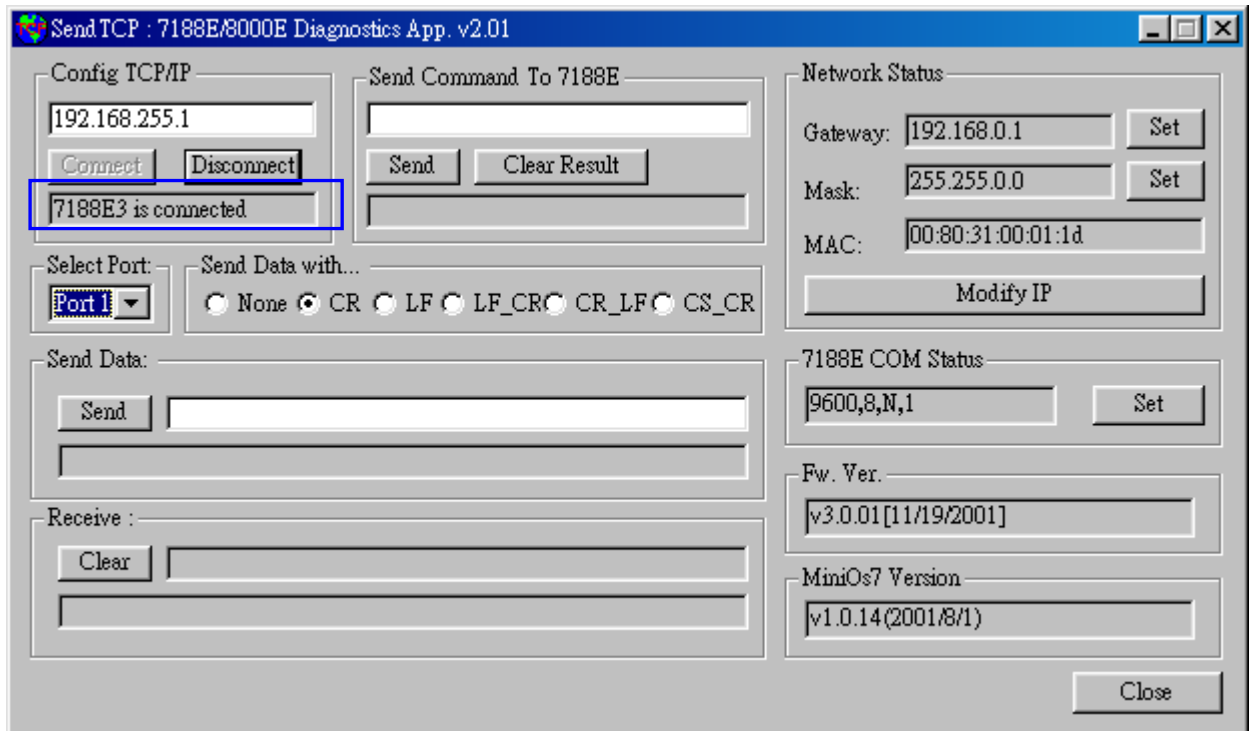 SendTCP : 7188E/8000E Diagnostics App. v2.01
Config TCP/IP
192.168.255.1
Connect Disconnect
7188E3 is connected
Send Command To 7188E
Send Clear Result
Network Status
Gateway: 192.168.0.1 Set
Mask: 255.255.0.0 Set
MAC: 00:80:31:00:01:1d
Modify IP
Select Port:
Port 1
Send Data with...
None CR LF LF_CR CR_LF CS_CR
Send Data:
Send
7188E COM Status
9600,8,N,1 Set
Receive :
Clear
Fw. Ver.
v3.0.01[11/19/2001]
MiniOs7 Version
v1.0.14(2001/8/1)
Close